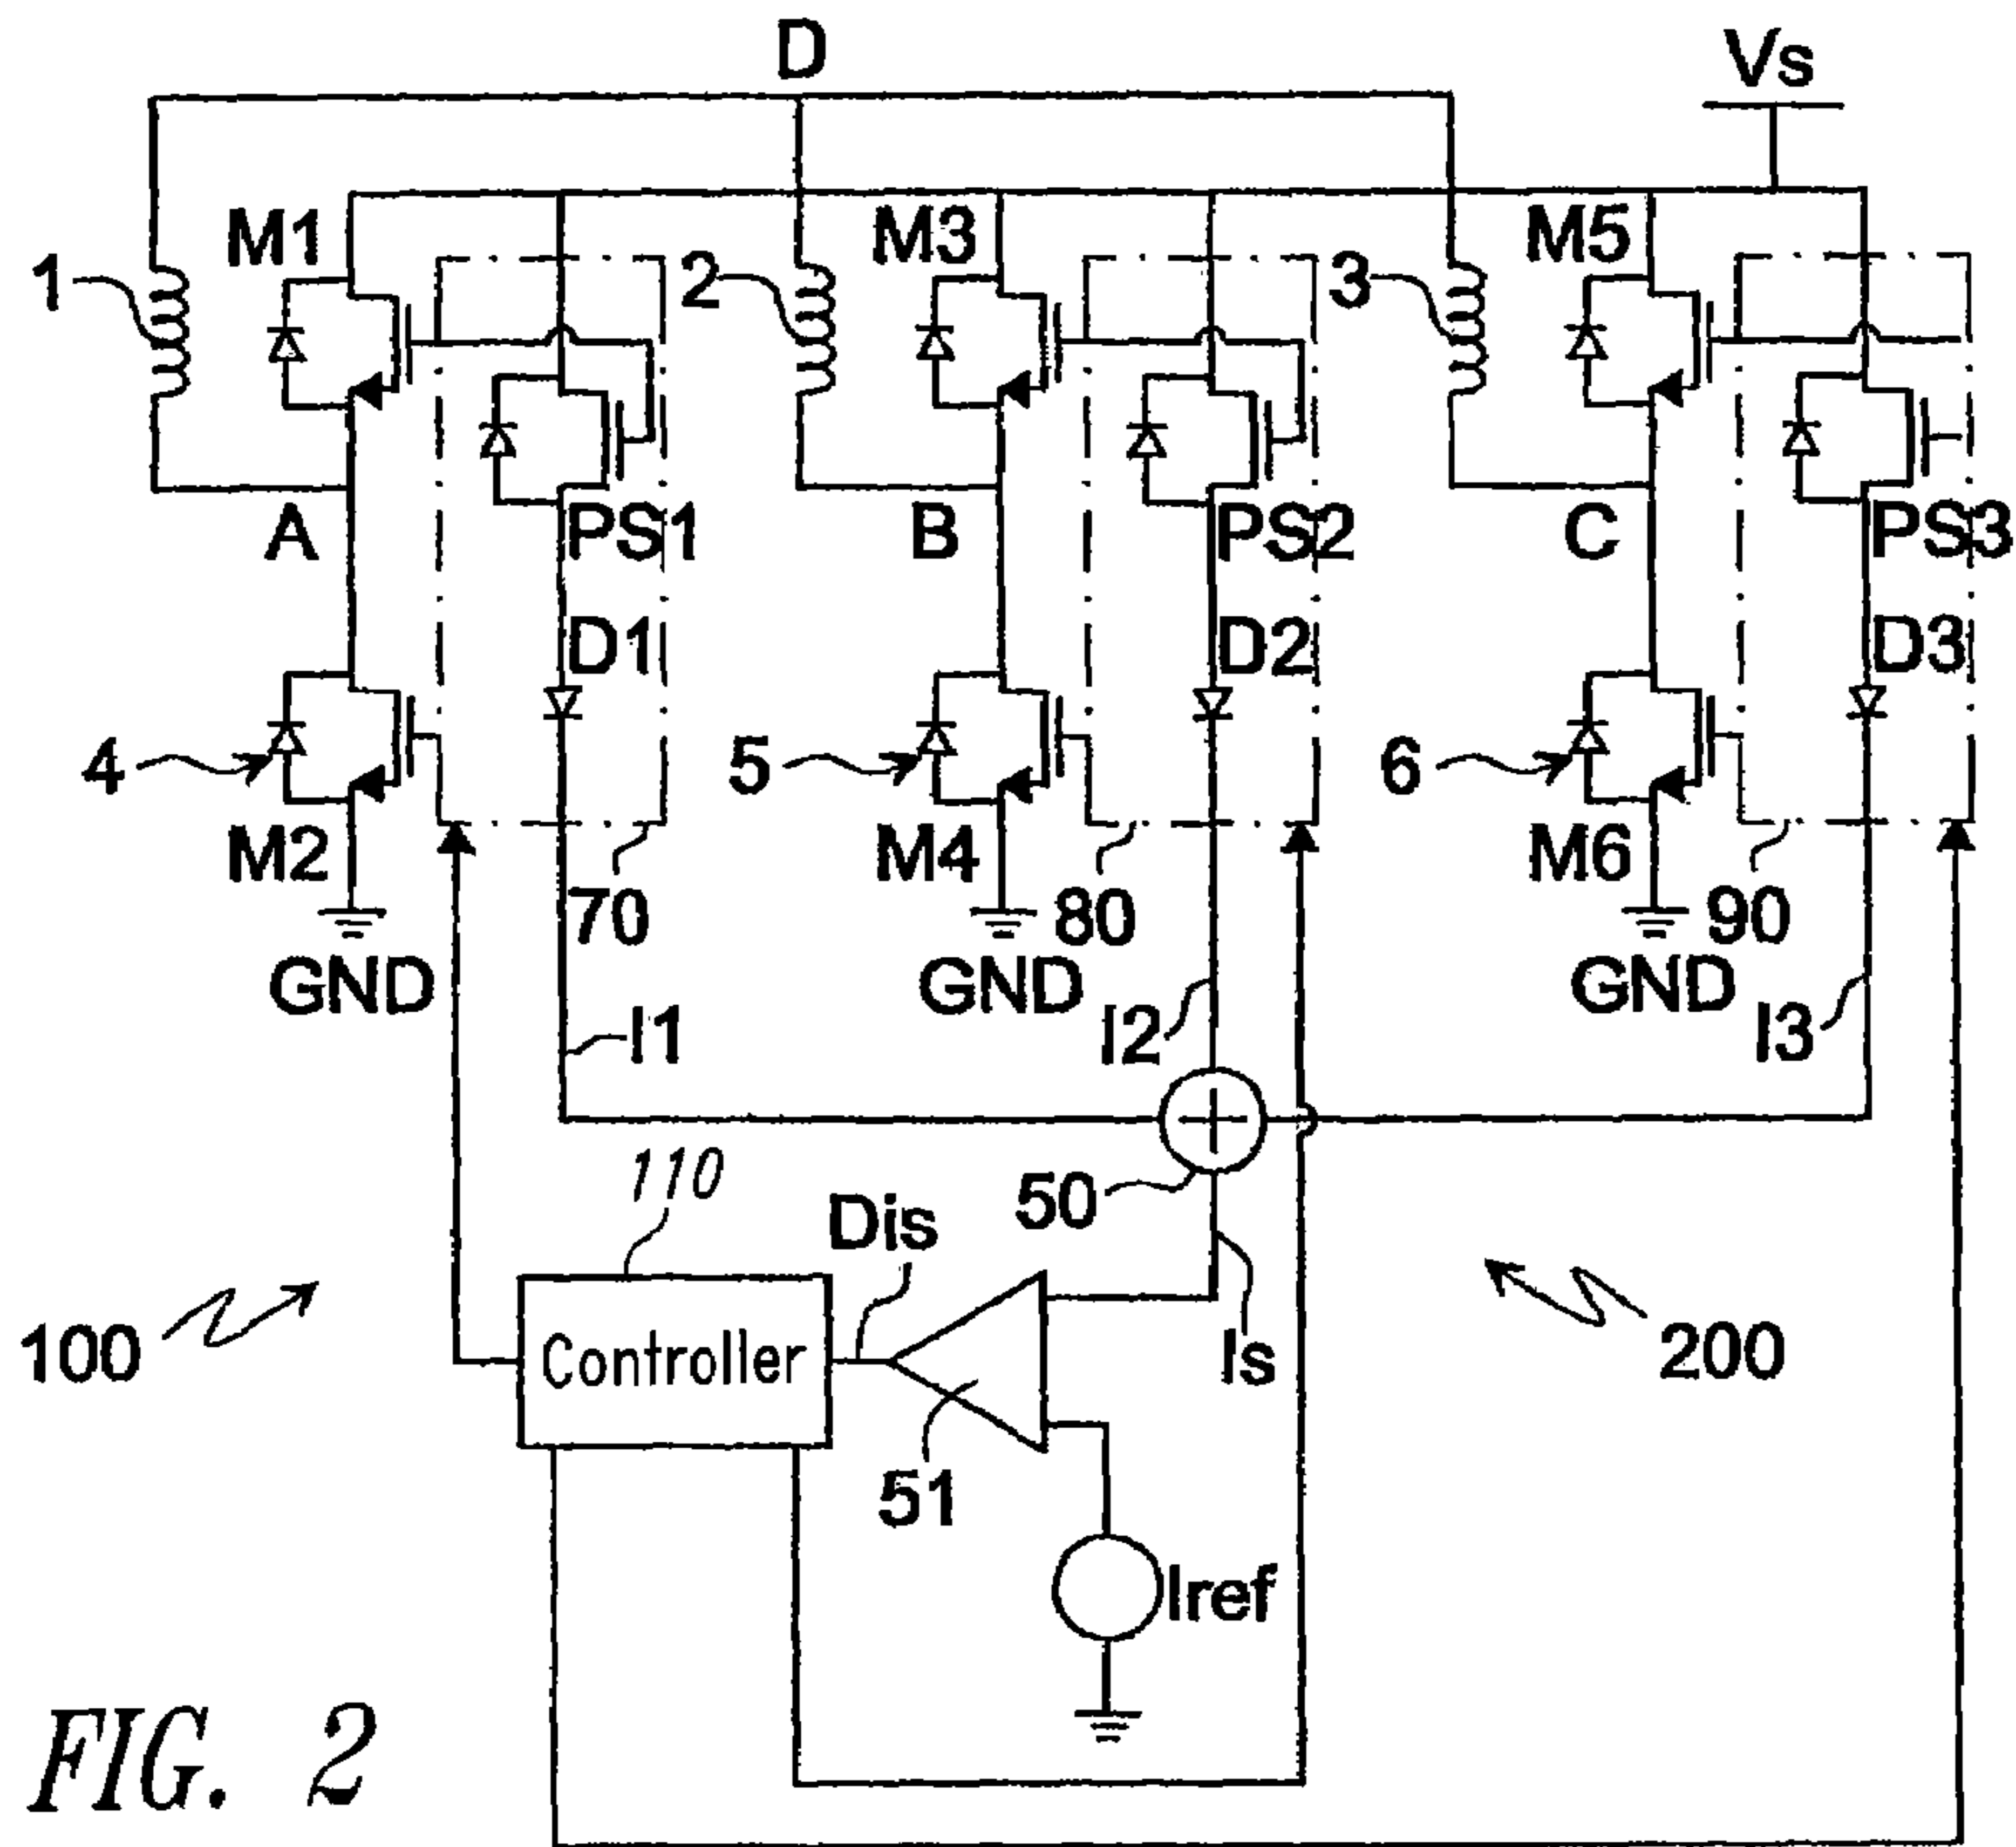 D
Vs
M1
M3
M5
1
2
3
A
PS1
B
PS2
C
PS3
D1
D2
D3
4
5
6
M2
M4
M6
70
80
90
GND
GND
GND
I1
I2
I3
110
Dis
50
100
Controller
Is
200
51
Iref
FIG. 2